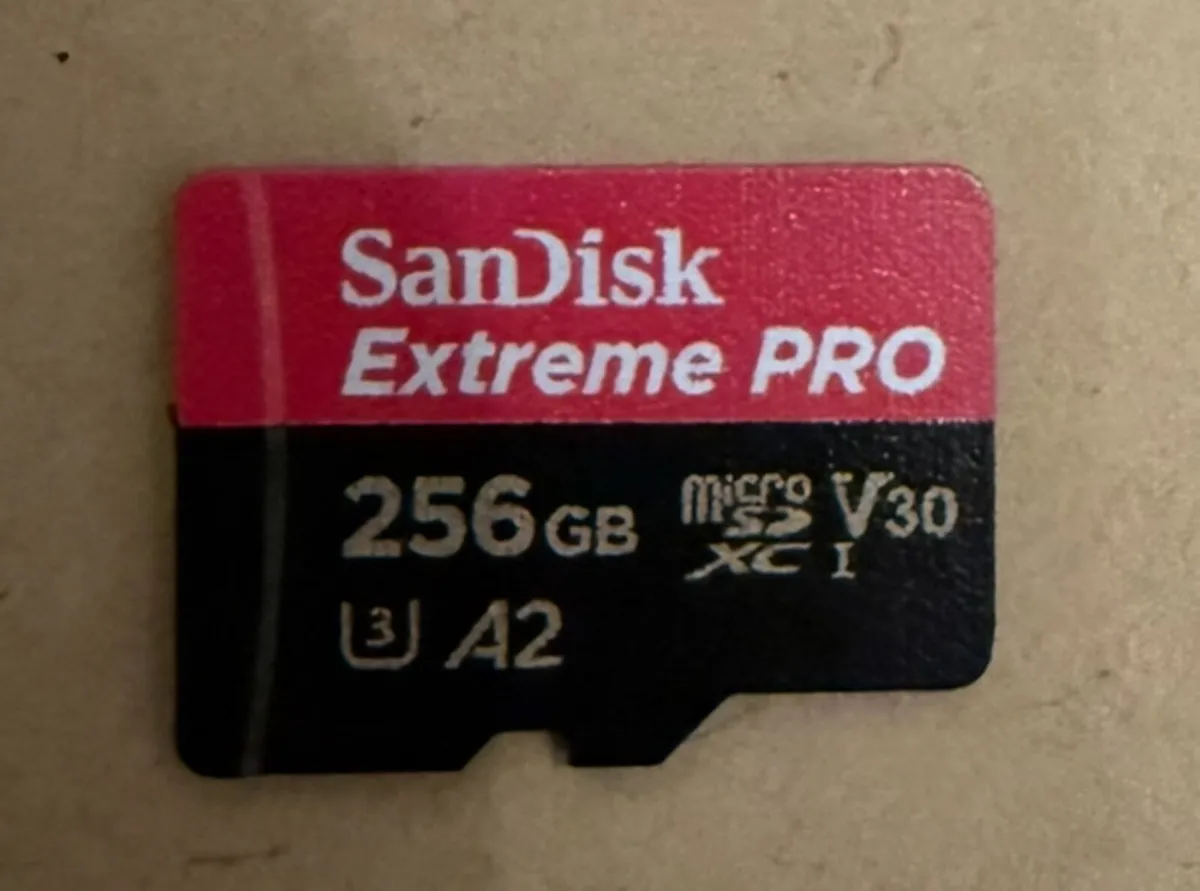 SanDisk
Extreme PRO
256GB micro SD XC I V30
3 A2